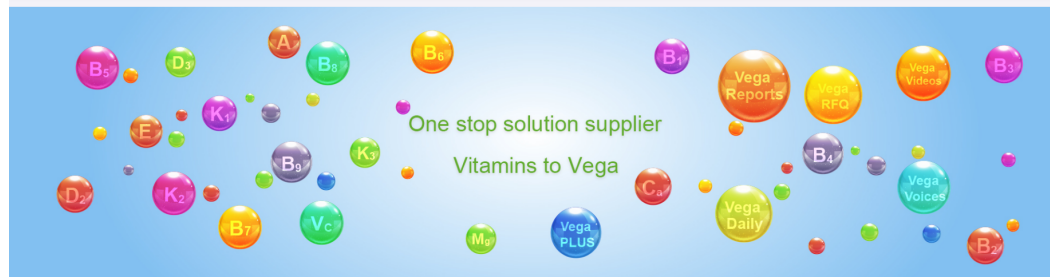 B5
D3
A
B8
B6
B1
Vega
Reports
Vega
RFQ
Vega
Videos
B3
E
K1
K3
B9
One stop solution supplier
Vitamins to Vega
B4
D2
K2
B7
Vc
Mg
Vega
PLUS
Ca
Vega
Daily
Vega
Voices
B2